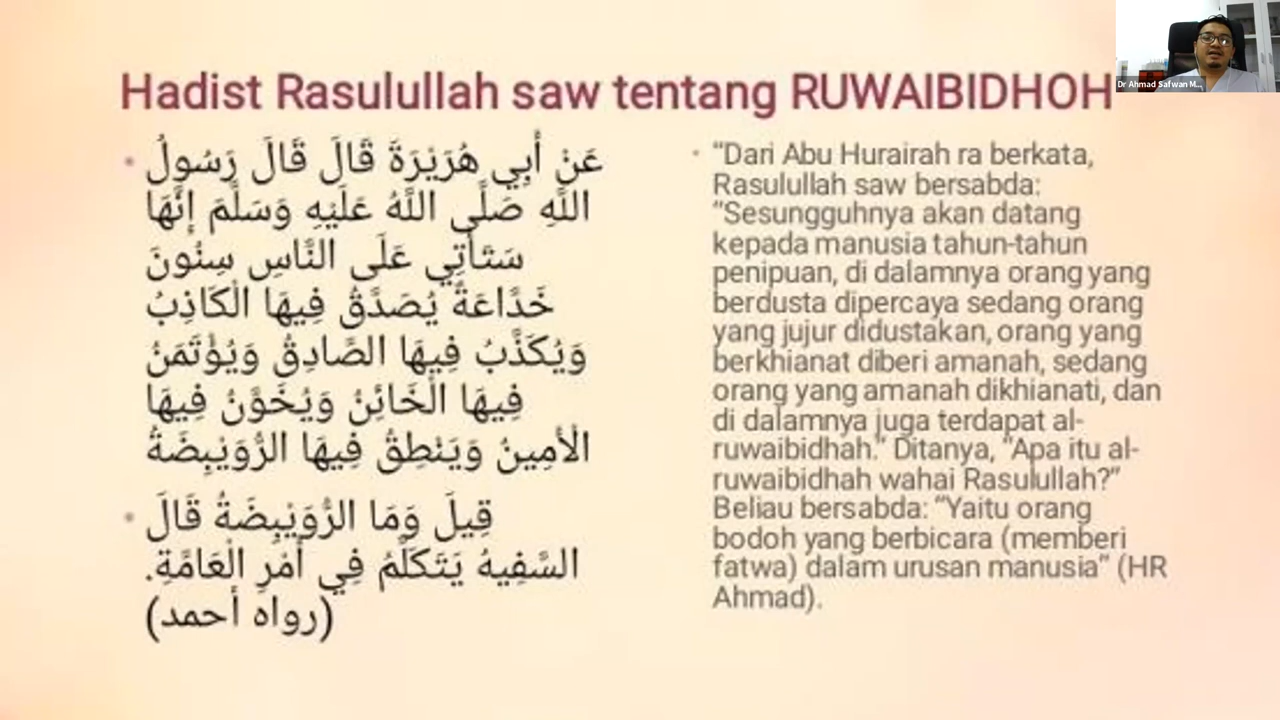 Dr Ahmad Safwan M...
Hadist Rasulullah saw tentang RUWAIBIDHOH
• عَنْ أَبِي هُرَيْرَةَ قَالَ قَالَ رَسُولُ
اللَّهِ صَلَّى اللَّهُ عَلَيْهِ وَسَلَّمَ إِنَّهَا
سَتَأْتِي عَلَى النَّاسِ سِنُونَ
خَدَّاعَةٌ يُصَدَّقُ فِيهَا الْكَاذِبُ
وَيُكَذَّبُ فِيهَا الصَّادِقُ وَيُؤْتَمَنُ
فِيهَا الْخَائِنُ وَيُخَوَّنُ فِيهَا
الْأَمِينُ وَيَنْطِقُ فِيهَا الرُّوَيْبِضَةُ
• قِيلَ وَمَا الرُّوَيْبِضَةُ قَالَ
السَّفِيهُ يَتَكَلَّمُ فِي أَمْرِ الْعَامَّةِ.
(رواه أحمد)
• “Dari Abu Hurairah ra berkata,
Rasulullah saw bersabda:
“Sesungguhnya akan datang
kepada manusia tahun-tahun
penipuan, di dalamnya orang yang
berdusta dipercaya sedang orang
yang jujur didustakan, orang yang
berkhianat diberi amanah, sedang
orang yang amanah dikhianati, dan
di dalamnya juga terdapat al-
ruwaibidhah.” Ditanya, “Apa itu al-
ruwaibidhah wahai Rasulullah?”
Beliau bersabda: “Yaitu orang
bodoh yang berbicara (memberi
fatwa) dalam urusan manusia” (HR
Ahmad).